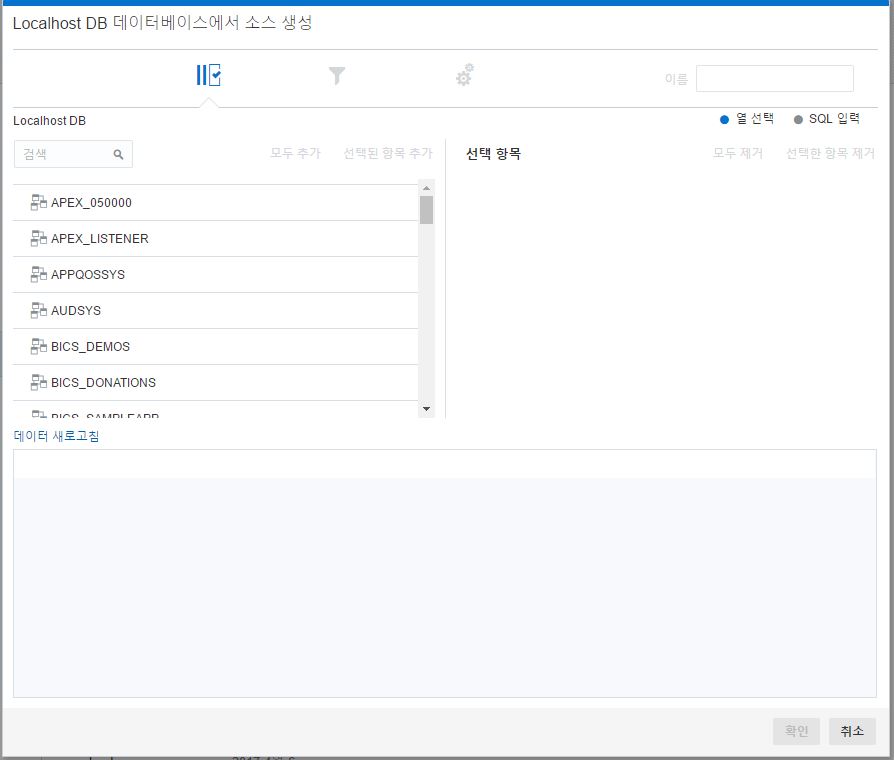 Localhost DB 데이터베이스에서 소스 생성
이름
Localhost DB
열 선택
SQL 입력
검색
모두 추가
선택된 항목 추가
선택 항목
모두 제거
선택한 항목 제거
APEX_050000
APEX_LISTENER
APPQOSSYS
AUDSYS
BICS_DEMOS
BICS_DONATIONS
데이터 새로고침
확인
취소